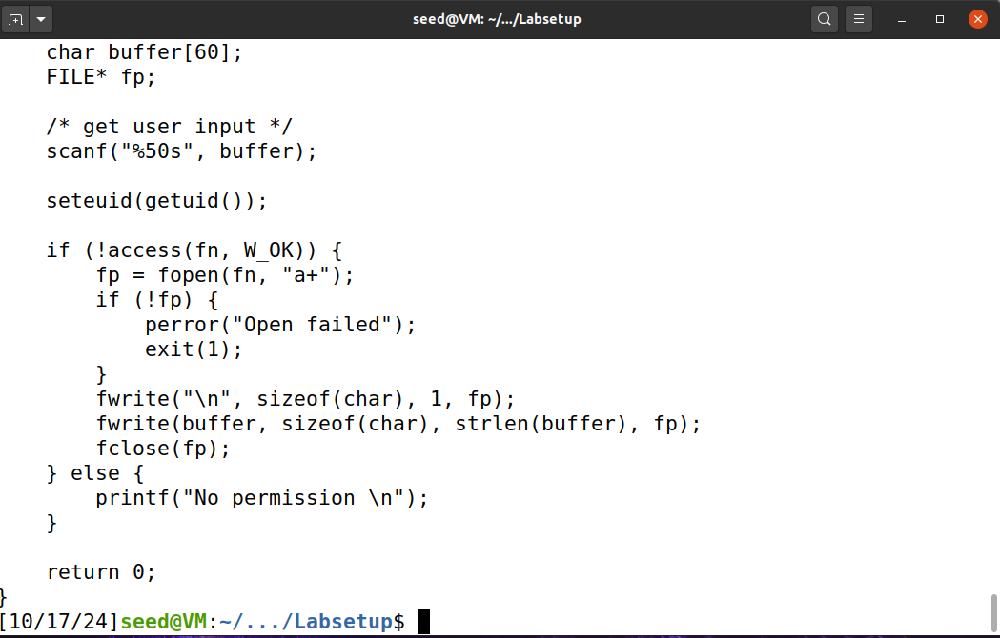 seed@VM: ~/.../Labsetup
char buffer[60];
FILE* fp;
/* get user input */
scanf("%50s", buffer);
seteuid(getuid());
if (!access(fn, W_OK)) {
fp = fopen(fn, "a+");
if (!fp) {
perror("Open failed");
exit(1);
}
fwrite("\n", sizeof(char), 1, fp);
fwrite(buffer, sizeof(char), strlen(buffer), fp);
fclose(fp);
} else {
printf("No permission \n");
}
return 0;
}
[10/17/24]seed@VM:~/.../Labsetup$